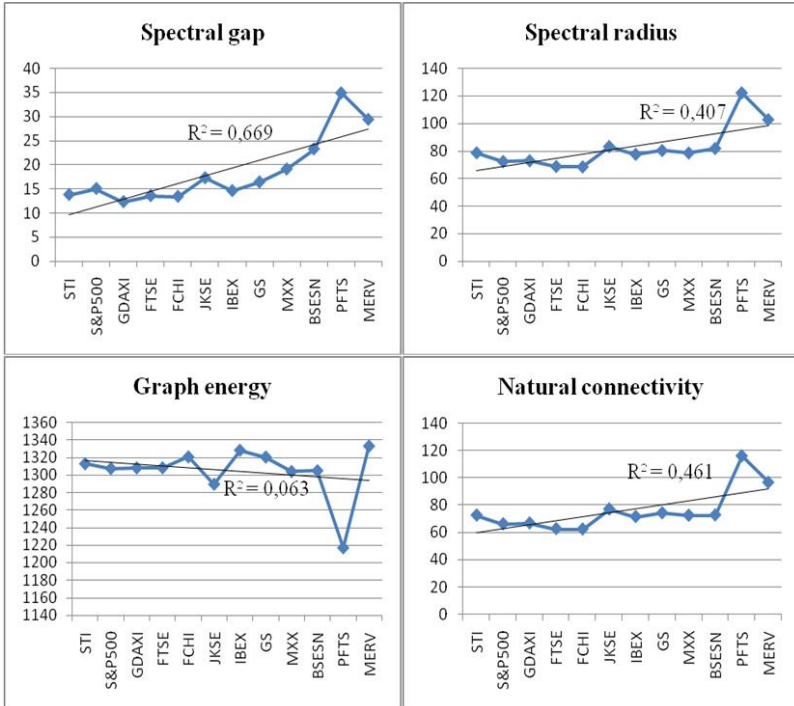 Spectral gap
40
35
30
25
20
15
10
5
0
R² = 0,669
STI
S&P500
GDAXI
FTSE
FCHI
JKSE
IBEX
GS
MXX
BSESN
PFTS
MERV
Spectral radius
140
120
100
80
60
40
20
0
R² = 0,407
STI
S&P500
GDAXI
FTSE
FCHI
JKSE
IBEX
GS
MXX
BSESN
PFTS
MERV
Graph energy
1360
1340
1320
1300
1280
1260
1240
1220
1200
1180
1160
1140
R² = 0,063
STI
S&P500
GDAXI
FTSE
FCHI
JKSE
IBEX
GS
MXX
BSESN
PFTS
MERV
Natural connectivity
140
120
100
80
60
40
20
0
R² = 0,461
STI
S&P500
GDAXI
FTSE
FCHI
JKSE
IBEX
GS
MXX
BSESN
PFTS
MERV